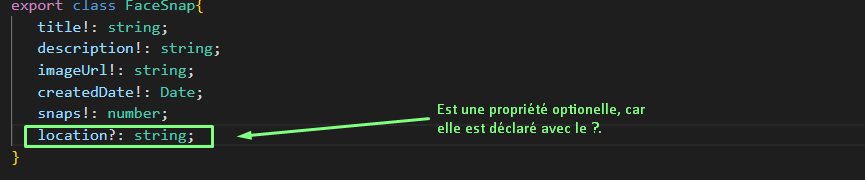 export class FaceSnap{
title!: string;
description!: string;
imageUrl!: string;
createdDate!: Date;
snaps!: number;
location?: string;
}
Est une propriété optionelle, car
elle est déclaré avec le ?.